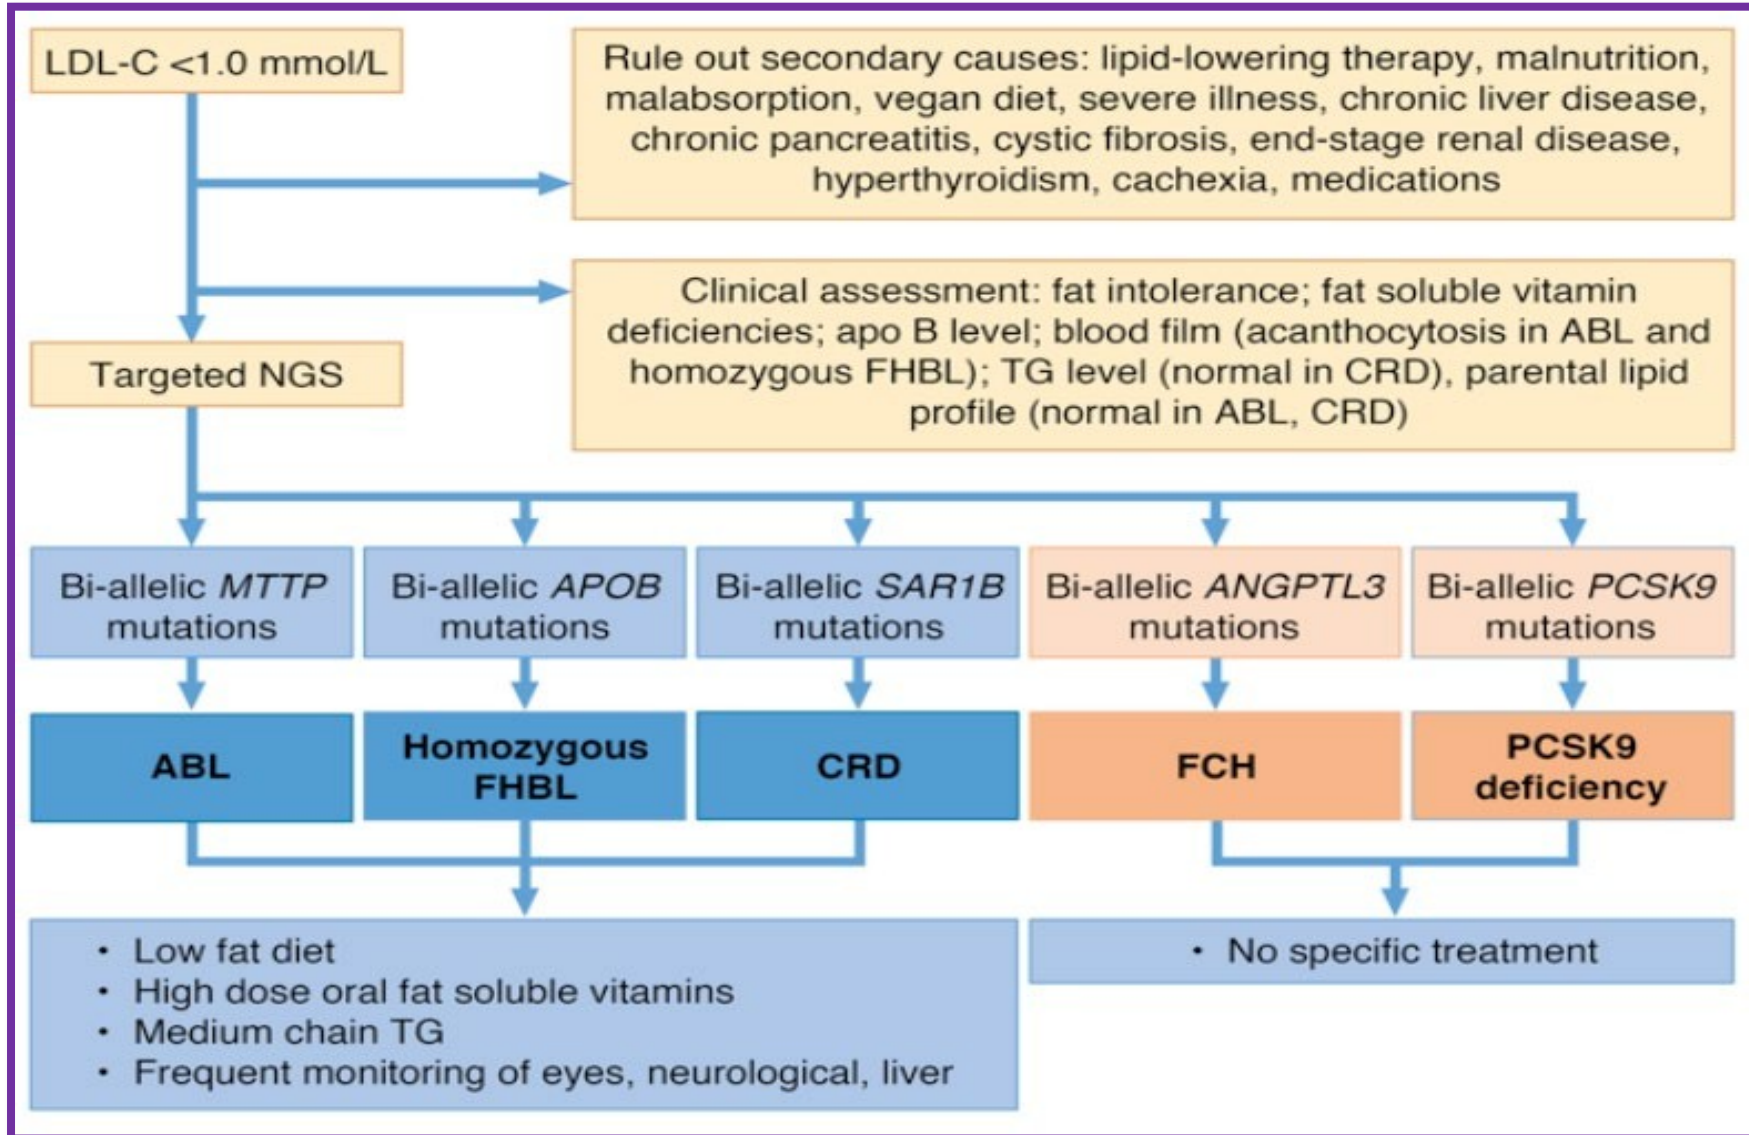 LDL-C <1.0 mmol/L
Rule out secondary causes: lipid-lowering therapy, malnutrition,
malabsorption, vegan diet, severe illness, chronic liver disease,
chronic pancreatitis, cystic fibrosis, end-stage renal disease,
hyperthyroidism, cachexia, medications
Clinical assessment: fat intolerance; fat soluble vitamin
deficiencies; apo B level; blood film (acanthocytosis in ABL and
homozygous FHBL); TG level (normal in CRD), parental lipid
profile (normal in ABL, CRD)
Targeted NGS
Bi-allelic MTTP
mutations
Bi-allelic APOB
mutations
Bi-allelic SAR1B
mutations
Bi-allelic ANGPTL3
mutations
Bi-allelic PCSK9
mutations
ABL
Homozygous
FHBL
CRD
FCH
PCSK9
deficiency
• Low fat diet
• High dose oral fat soluble vitamins
• Medium chain TG
• Frequent monitoring of eyes, neurological, liver
• No specific treatment